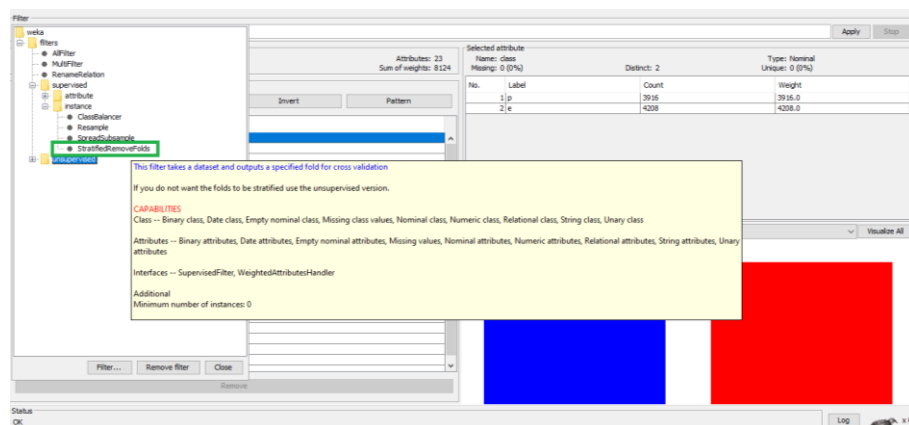 Filter
weka
filters
AllFilter
MultiFilter
RenameRelation
supervised
attribute
instance
ClassBalancer
Resample
SpreadSubsample
StratifiedRemoveFolds
unsupervised
Filter... Remove filter Close
Apply Stop
Attributes: 23
Sum of weights: 8124
Invert Pattern
Remove
Selected attribute
Name: class Type: Nominal
Missing: 0 (0%) Distinct: 2 Unique: 0 (0%)
No. Label Count Weight
1 p 3916 3916.0
2 e 4208 4208.0
This filter takes a dataset and outputs a specified fold for cross validation
If you do not want the folds to be stratified use the unsupervised version.
CAPABILITIES
Class -- Binary class, Date class, Empty nominal class, Missing class values, Nominal class, Numeric class, Relational class, String class, Unary class
Attributes -- Binary attributes, Date attributes, Empty nominal attributes, Missing values, Nominal attributes, Numeric attributes, Relational attributes, String attributes, Unary
attributes
Interfaces -- SupervisedFilter, WeightedAttributesHandler
Additional
Minimum number of instances: 0
Visualize All
Status
OK
Log
x